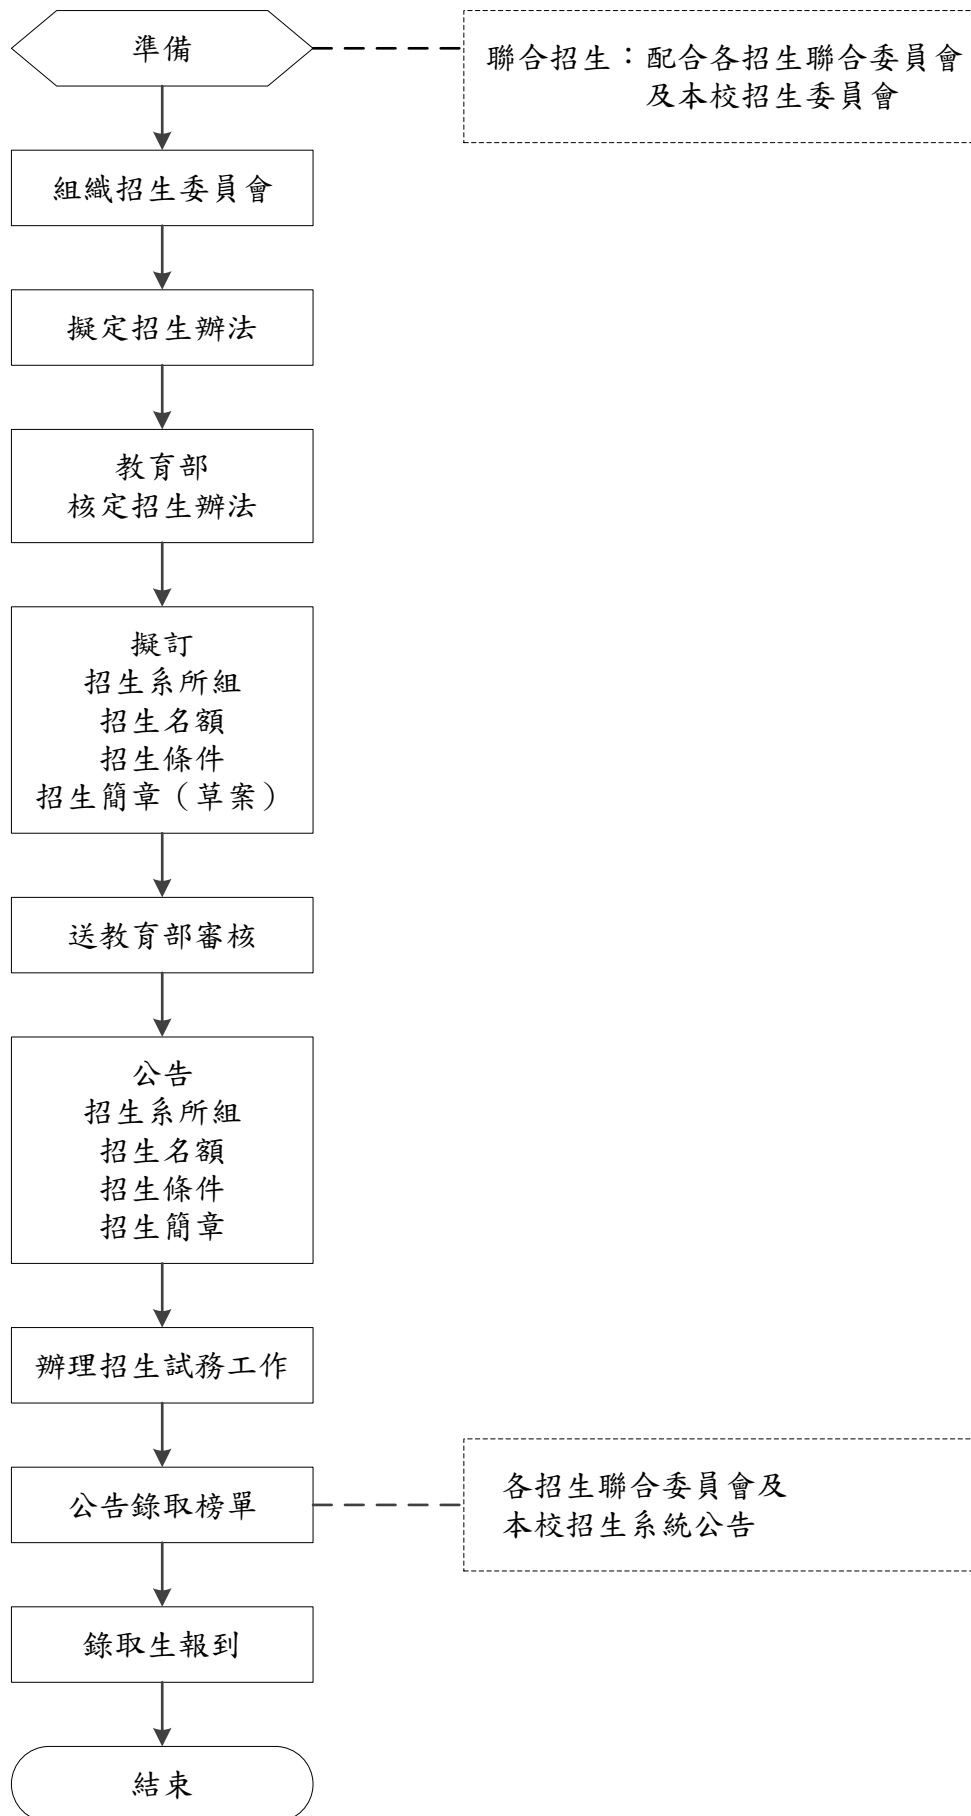 準備
聯合招生：配合各招生聯合委員會
及本校招生委員會
組織招生委員會
擬定招生辦法
教育部
核定招生辦法
擬訂
招生系所組
招生名額
招生條件
招生簡章（草案）
送教育部審核
公告
招生系所組
招生名額
招生條件
招生簡章
辦理招生試務工作
公告錄取榜單
各招生聯合委員會及
本校招生系統公告
錄取生報到
結束